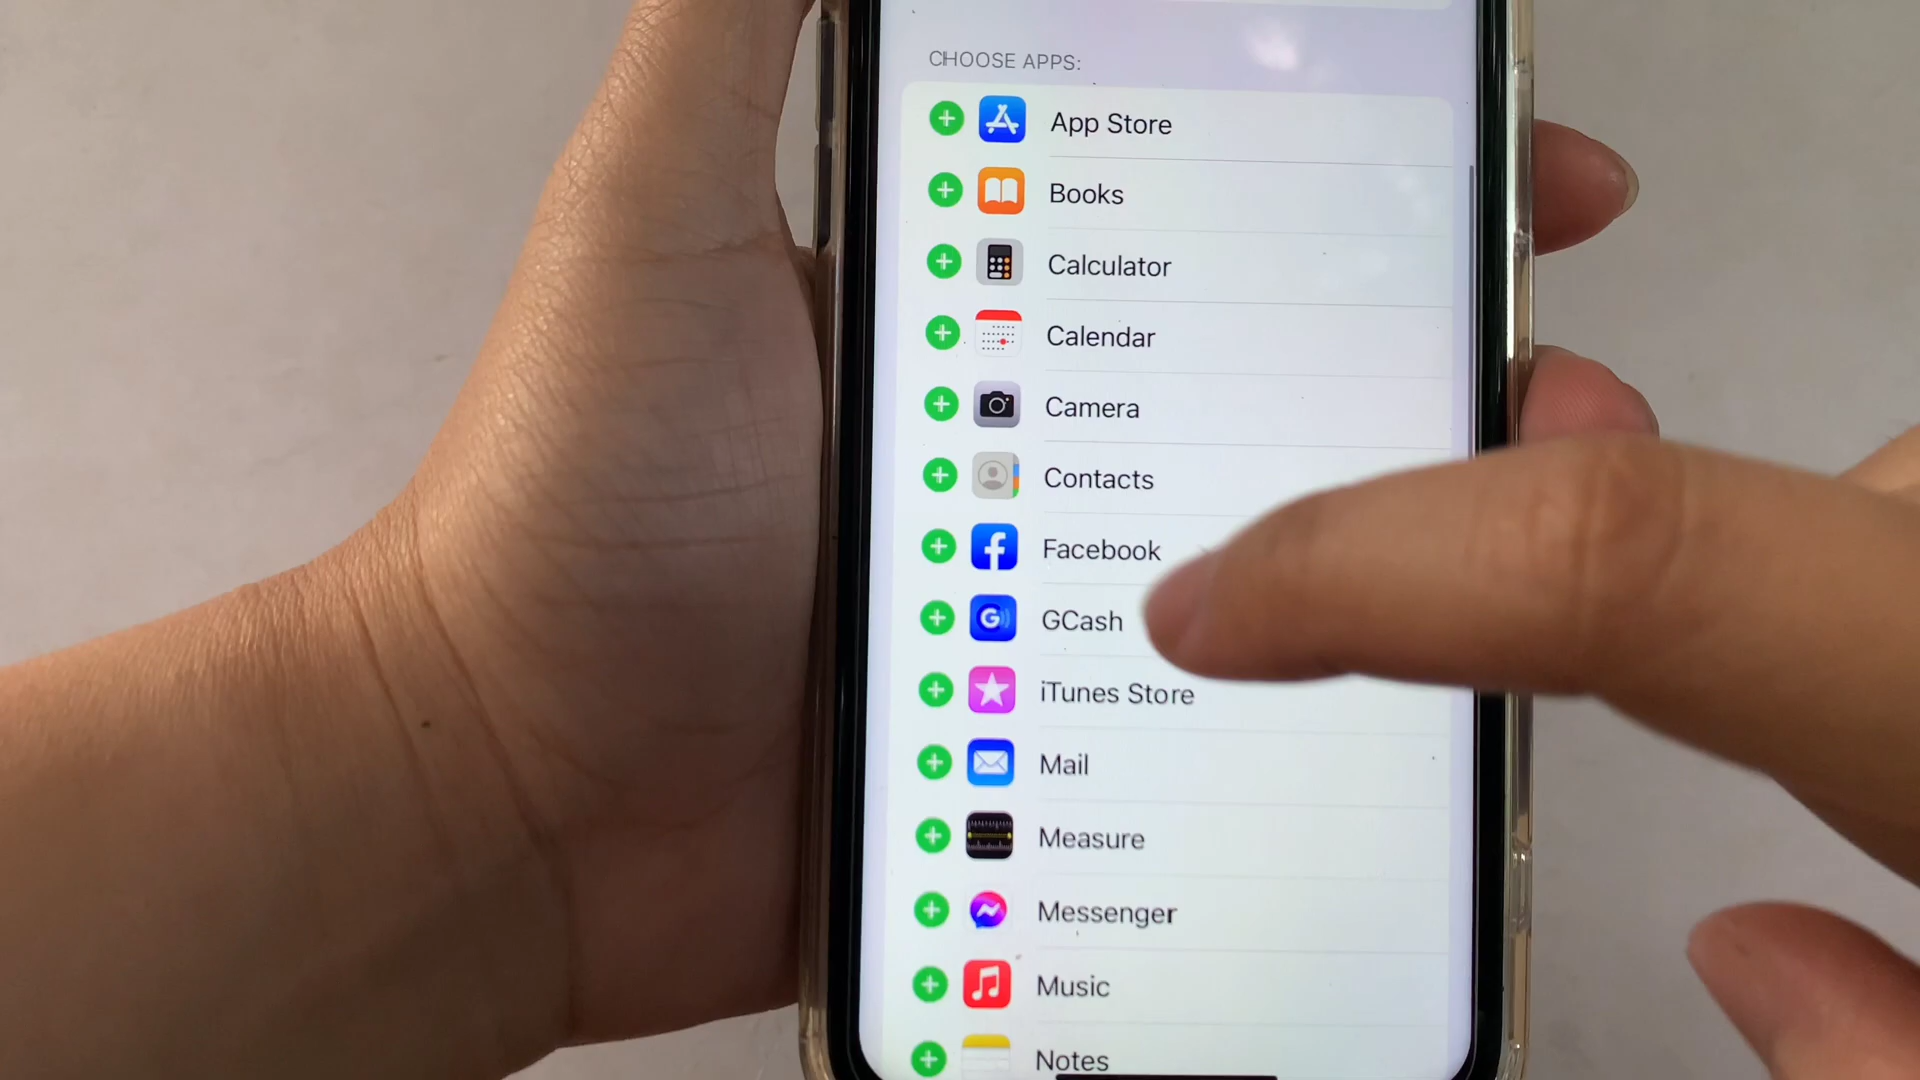 CHOOSE APPS:
App Store
Books
Calculator
Calendar
Camera
Contacts
Facebook
GCash
iTunes Store
Mail
Measure
Messenger
Music
Notes